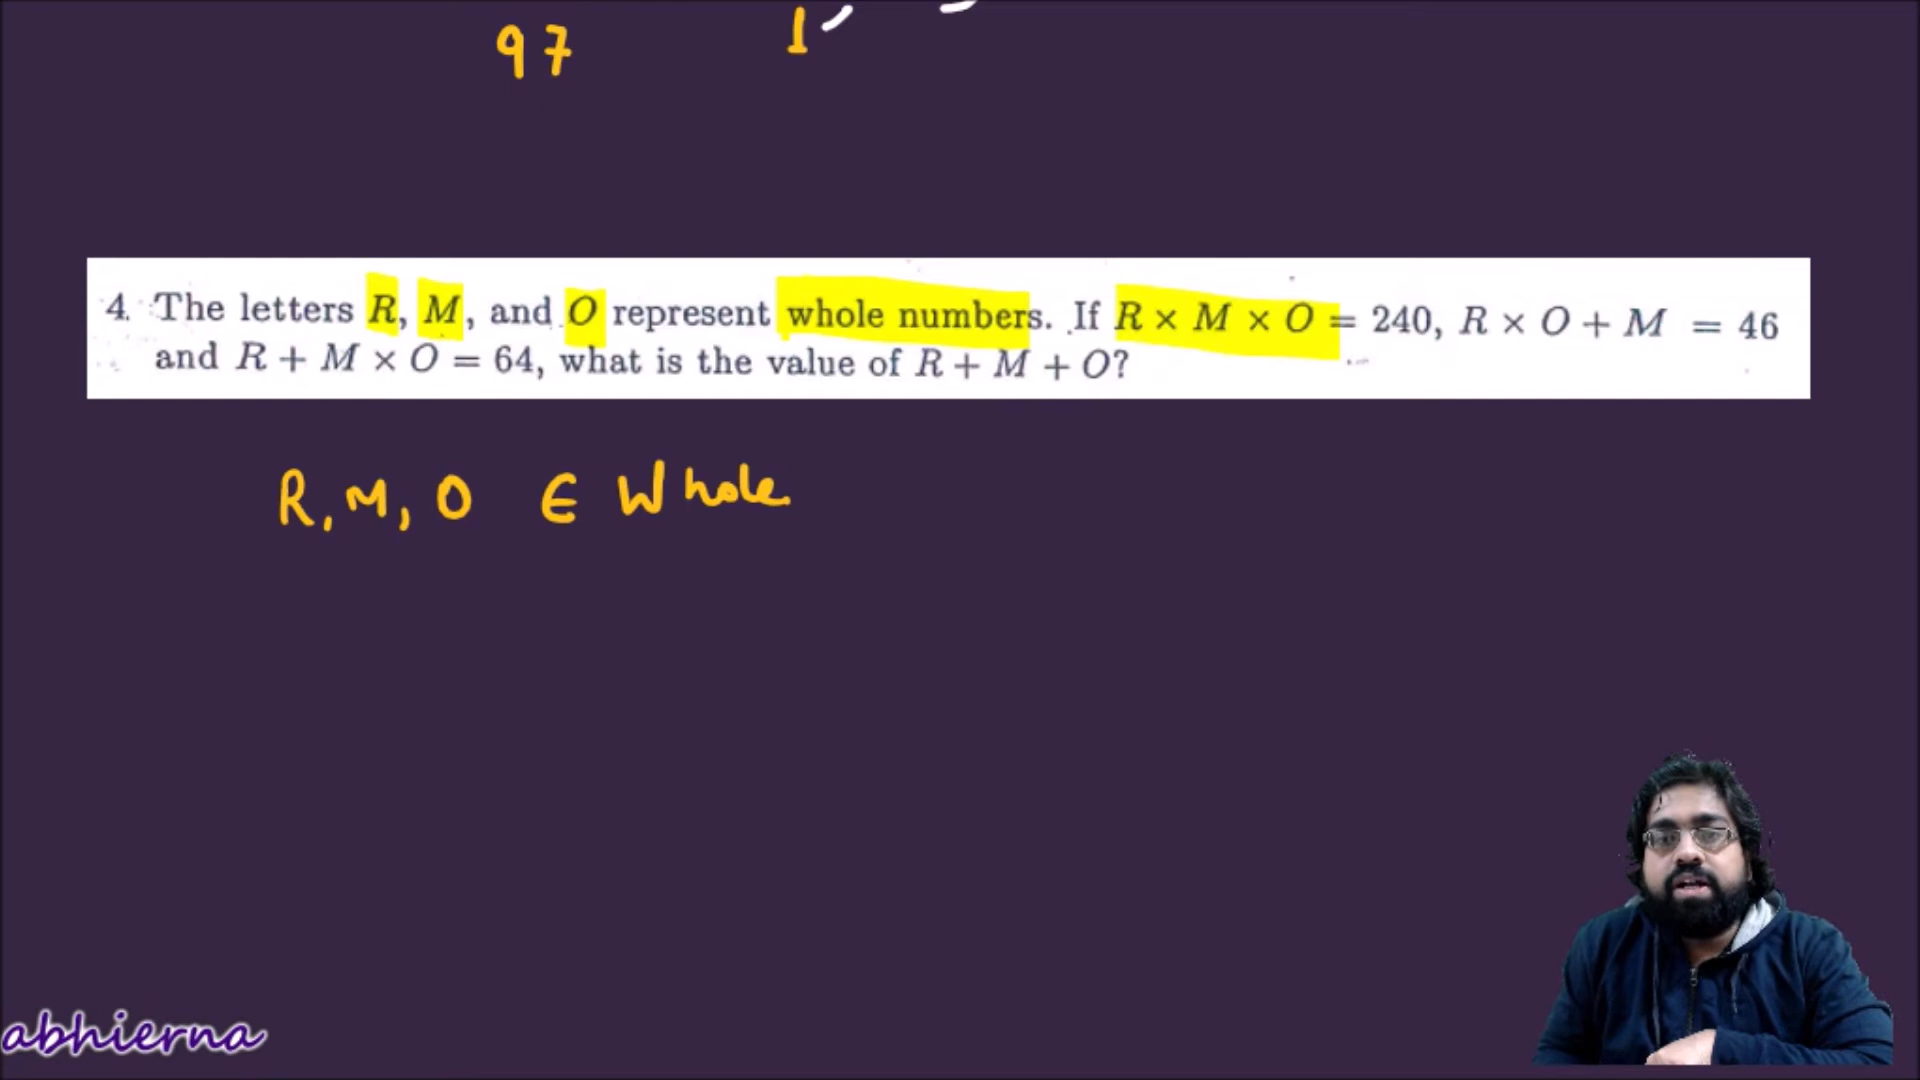 97 1
4. The letters R, M, and O represent whole numbers. If R × M × O = 240, R × O + M = 46
and R + M × O = 64, what is the value of R + M + O?
R, M, O ∈ Whole
abhierna